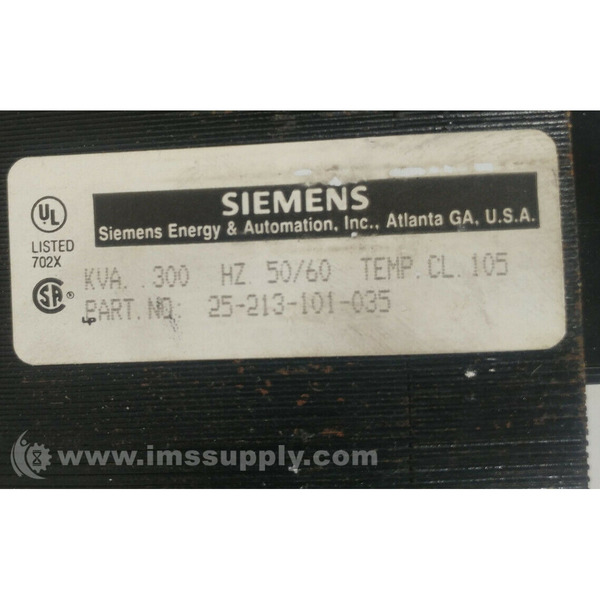 SIEMENS
Siemens Energy & Automation, Inc., Atlanta GA, U.S.A.
UL
LISTED
702X
KVA. .300 HZ. 50/60 TEMP. CL. 105
SA
PART. NO: 25-213-101-035
www.imssupply.com